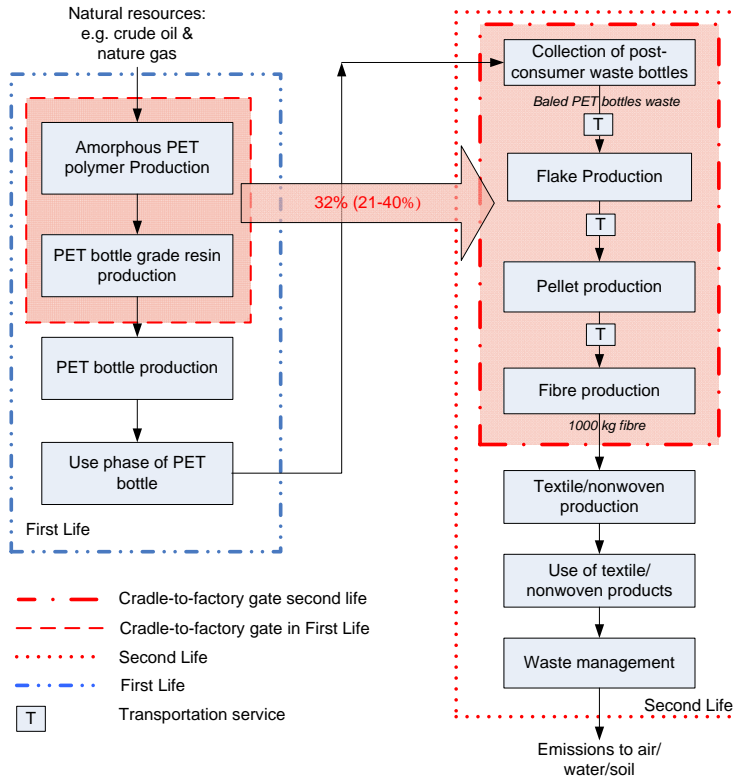 Natural resources:
e.g. crude oil &
nature gas
Amorphous PET
polymer Production
PET bottle grade resin
production
PET bottle production
Use phase of PET
bottle
First Life
32% (21-40%)
Collection of post-
consumer waste bottles
Baled PET bottles waste
T
Flake Production
T
Pellet production
T
Fibre production
1000 kg fibre
Textile/nonwoven
production
Use of textile/
nonwoven products
Waste management
Second Life
Emissions to air/
water/soil
Cradle-to-factory gate second life
Cradle-to-factory gate in First Life
Second Life
First Life
T
Transportation service